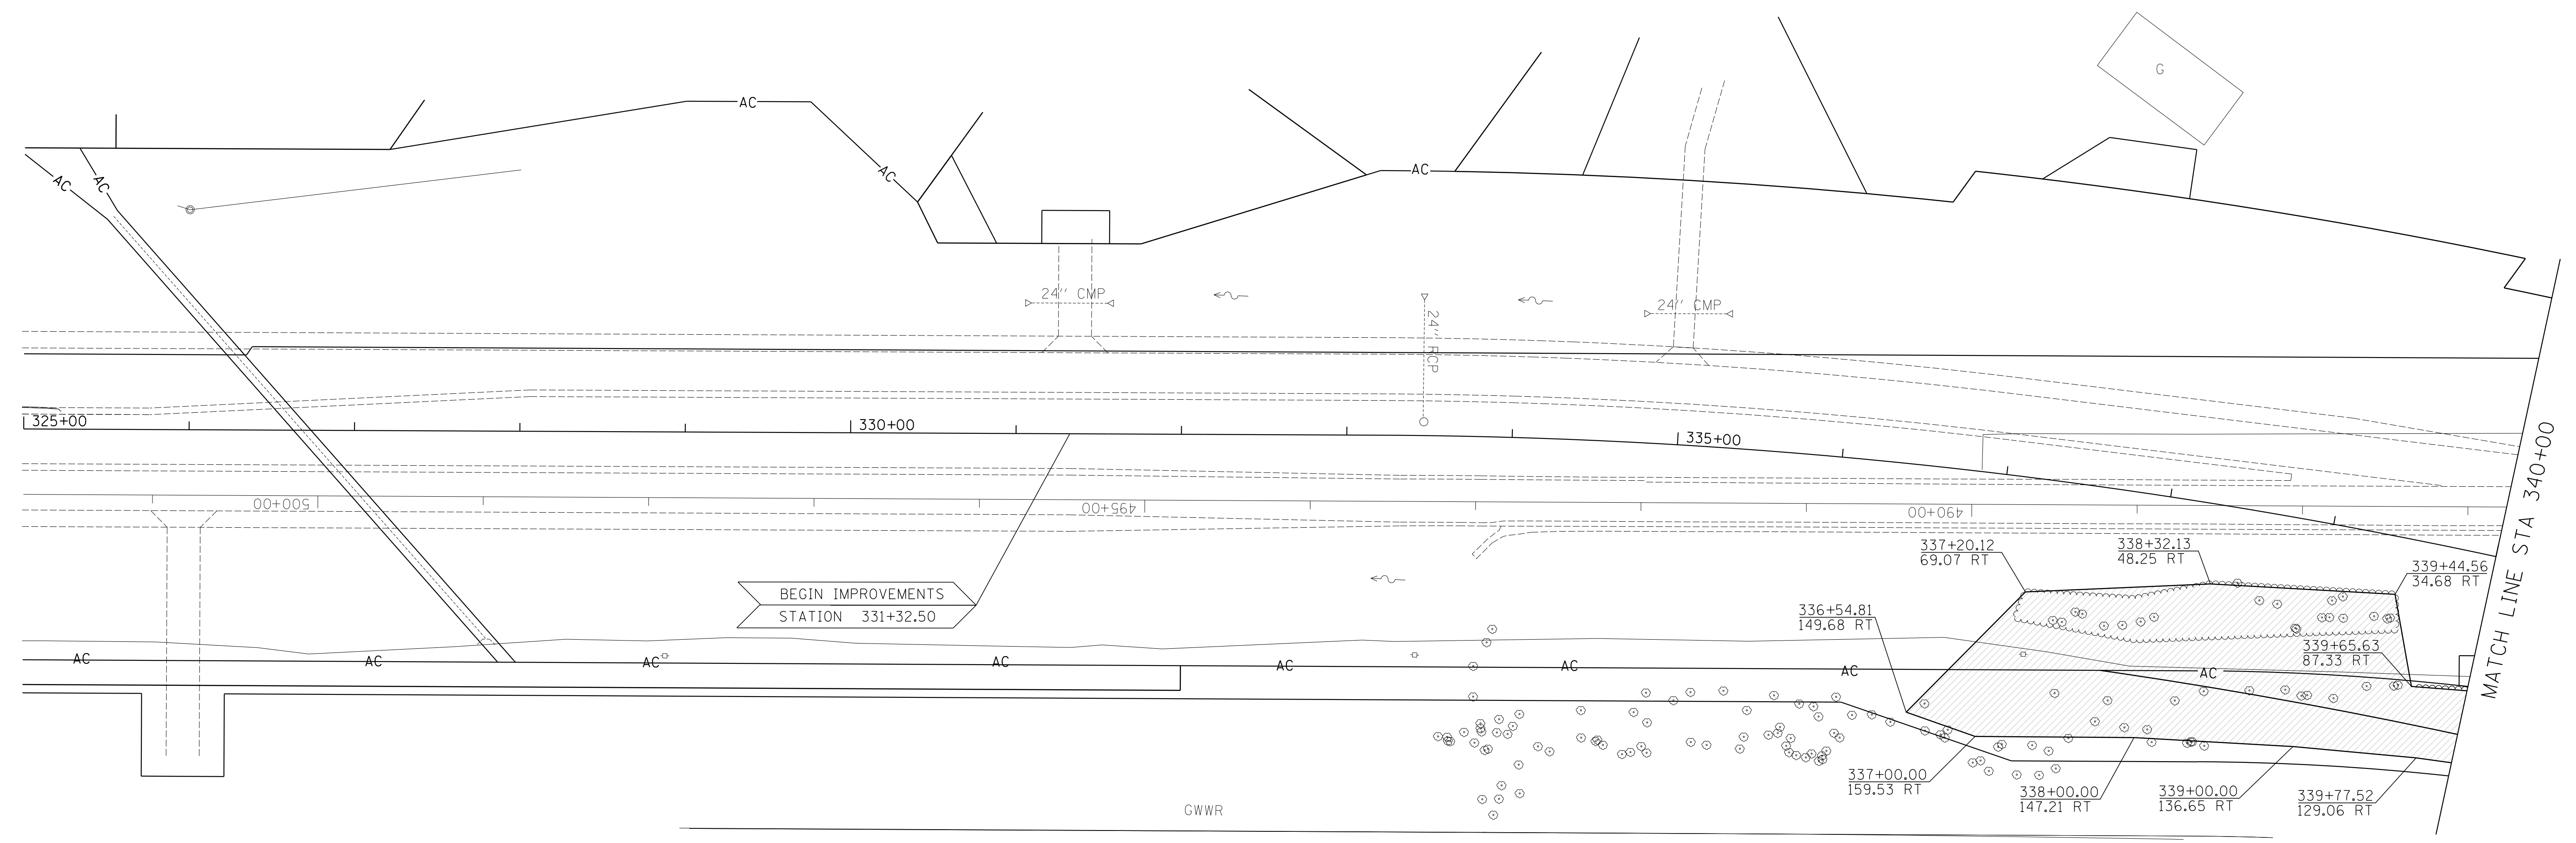 G
AC
AC
AC
AC
AC
24'' CMP
24'' CMP
24'' RCP
325+00
330+00
335+00
MATCH LINE STA 340+00
500+00
495+00
490+00
337+20.12
69.07 RT
338+32.13
48.25 RT
339+44.56
34.68 RT
BEGIN IMPROVEMENTS
STATION 331+32.50
336+54.81
149.68 RT
339+65.63
87.33 RT
AC
AC
AC
AC
AC
AC
AC
AC
337+00.00
159.53 RT
338+00.00
147.21 RT
339+00.00
136.65 RT
339+77.52
129.06 RT
GWWR